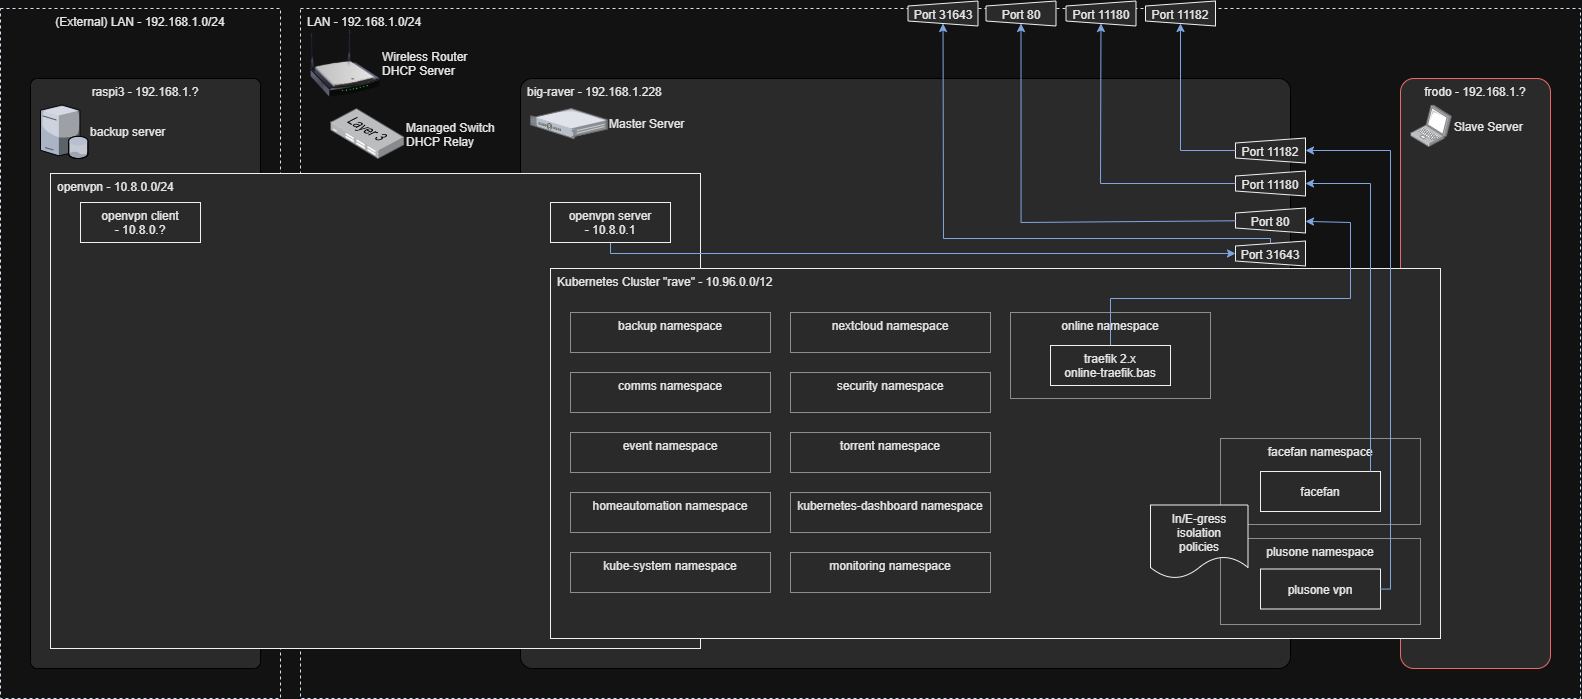 (External) LAN - 192.168.1.0/24
LAN - 192.168.1.0/24
Port 31643
Port 80
Port 11180
Port 11182
Wireless Router
DHCP Server
raspi3 - 192.168.1.?
backup server
Layer 3
Managed Switch
DHCP Relay
big-raver - 192.168.1.228
Master Server
frodo - 192.168.1.?
Slave Server
Port 11182
Port 11180
Port 80
Port 31643
openvpn - 10.8.0.0/24
openvpn client
- 10.8.0.?
openvpn server
- 10.8.0.1
Kubernetes Cluster "rave" - 10.96.0.0/12
backup namespace
nextcloud namespace
online namespace
traefik 2.x
online-traefik.bas
comms namespace
security namespace
event namespace
torrent namespace
homeautomation namespace
kubernetes-dashboard namespace
kube-system namespace
monitoring namespace
facefan namespace
facefan
In/E-gress
isolation
policies
plusone namespace
plusone vpn